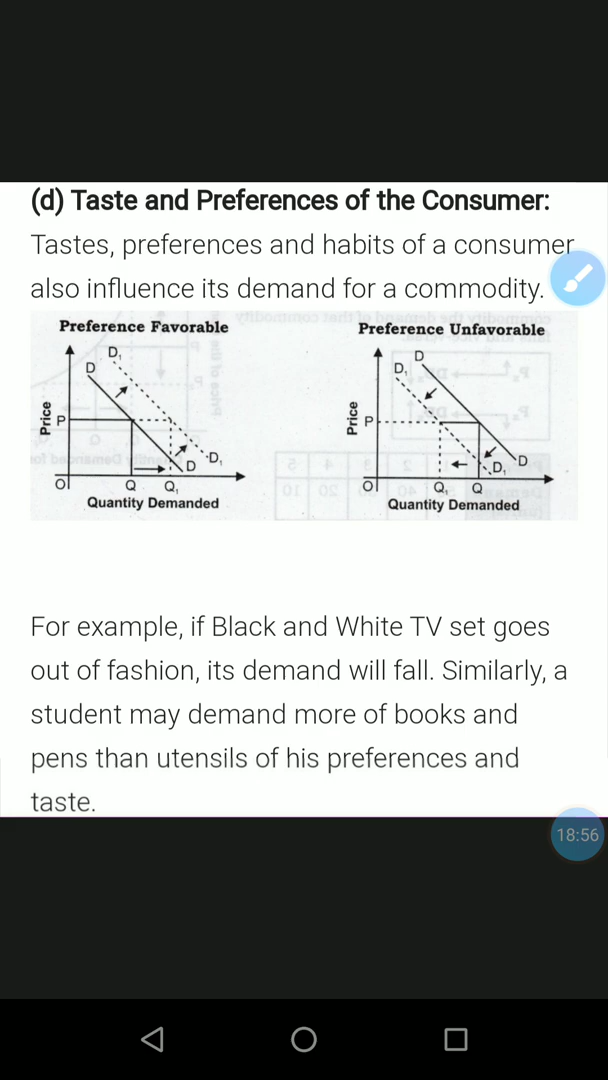 (d) Taste and Preferences of the Consumer:
Tastes, preferences and habits of a consumer
also influence its demand for a commodity.
Preference Favorable
D₁
D
Price
P
D₁
D
O
Q
Q₁
Quantity Demanded
Preference Unfavorable
D
D₁
Price
P
D
D₁
O
Q₁
Q
Quantity Demanded
For example, if Black and White TV set goes
out of fashion, its demand will fall. Similarly, a
student may demand more of books and
pens than utensils of his preferences and
taste.
18:56